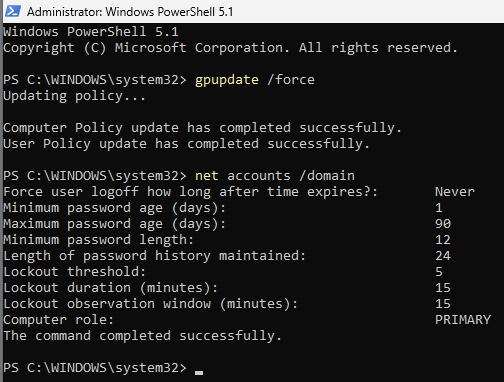 Administrator: Windows PowerShell 5.1
Windows PowerShell 5.1
Copyright (C) Microsoft Corporation. All rights reserved.
PS C:\WINDOWS\system32> gpupdate /force
Updating policy...
Computer Policy update has completed successfully.
User Policy update has completed successfully.
PS C:\WINDOWS\system32> net accounts /domain
Force user logoff how long after time expires?: Never
Minimum password age (days): 1
Maximum password age (days): 90
Minimum password length: 12
Length of password history maintained: 24
Lockout threshold: 5
Lockout duration (minutes): 15
Lockout observation window (minutes): 15
Computer role: PRIMARY
The command completed successfully.
PS C:\WINDOWS\system32>